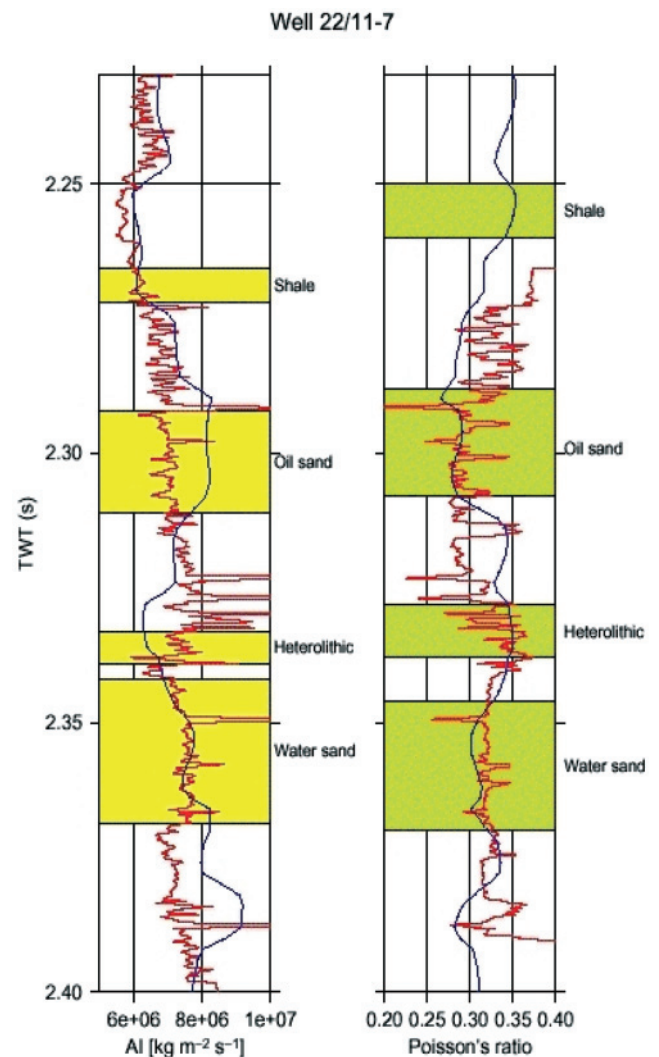 Well 22/11-7
TWT (s)
2.25
2.30
2.35
2.40
Shale
Oil sand
Heterolithic
Water sand
6e+06 8e+06 1e+07
AI [kg m⁻² s⁻¹]
Shale
Oil sand
Heterolithic
Water sand
0.20 0.25 0.30 0.35 0.40
Poisson's ratio